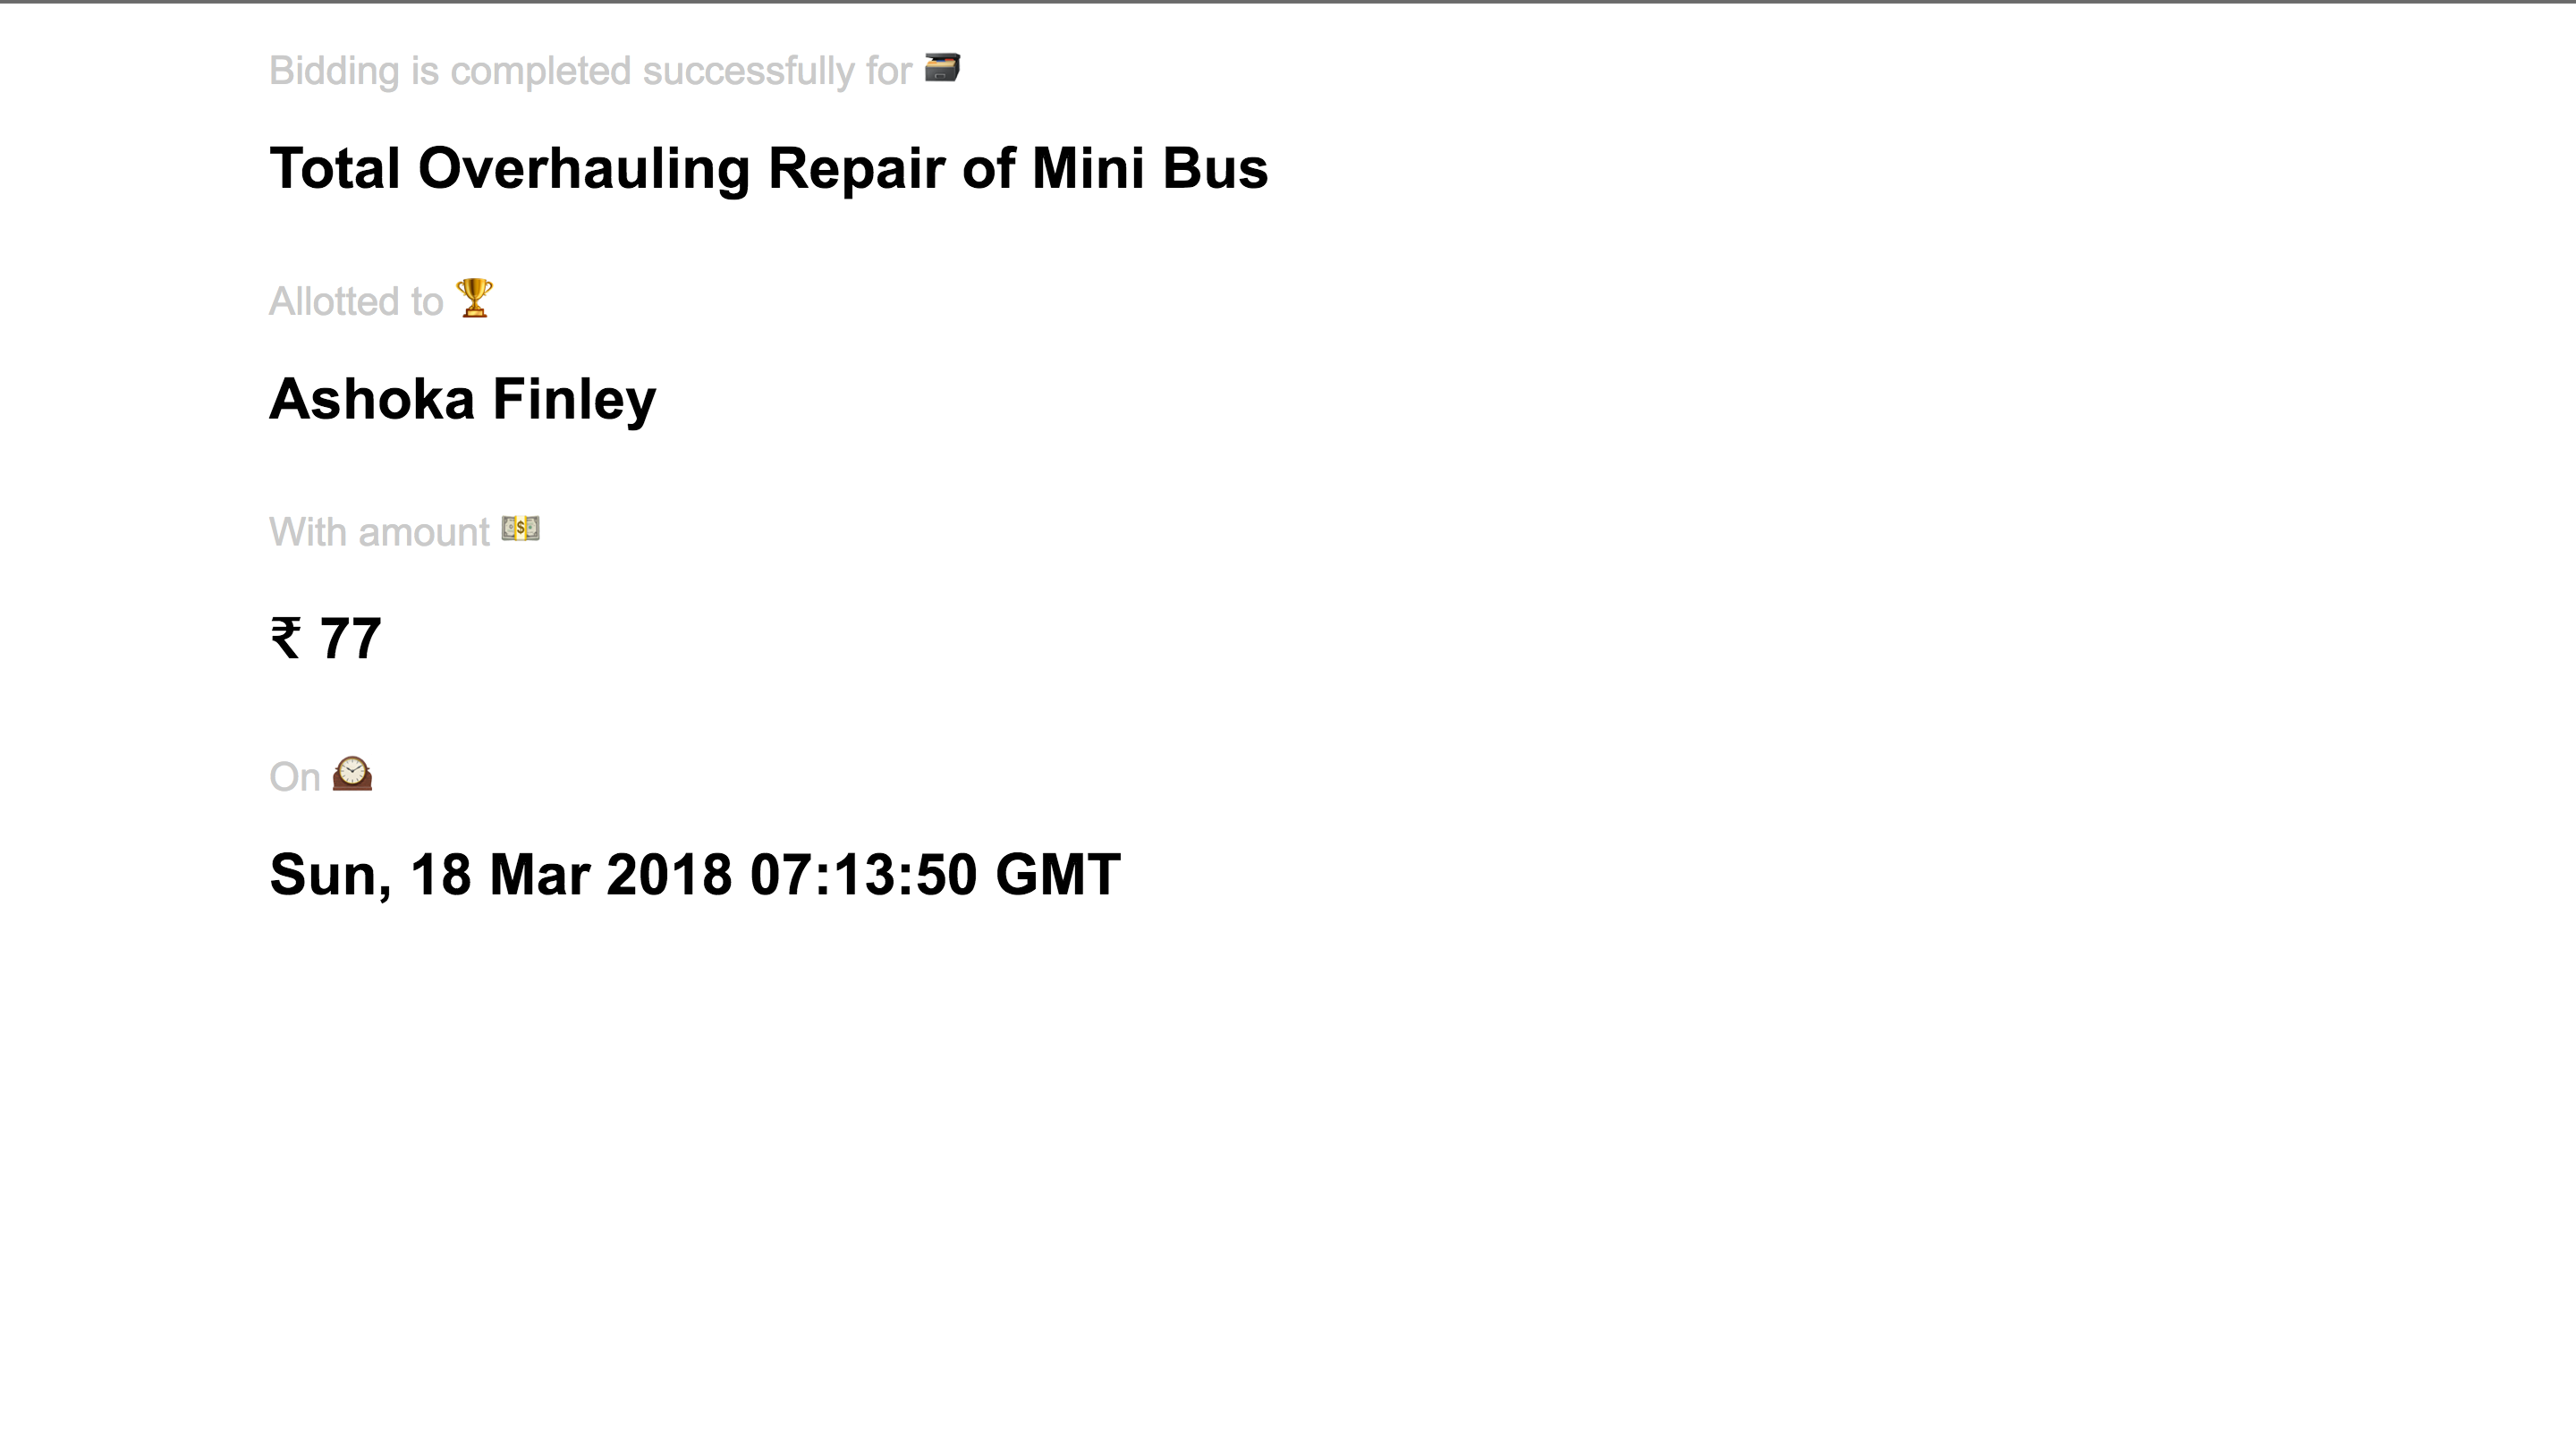 Bidding is completed successfully for 🗃️
Total Overhauling Repair of Mini Bus
Allotted to 🏆
Ashoka Finley
With amount 💵
₹ 77
On 🕰️
Sun, 18 Mar 2018 07:13:50 GMT